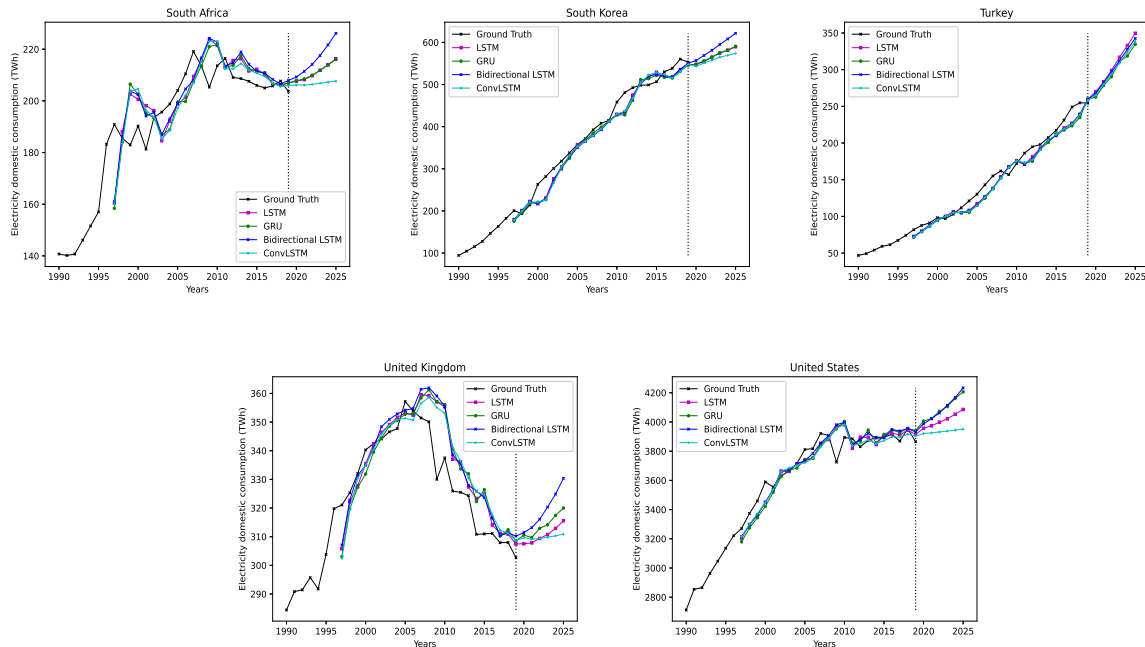 South Africa
Electricity domestic consumption (TWh)
220
200
180
160
140
1990 1995 2000 2005 2010 2015 2020 2025
Years
Ground Truth
LSTM
GRU
Bidirectional LSTM
ConvLSTM
South Korea
Electricity domestic consumption (TWh)
600
500
400
300
200
100
1990 1995 2000 2005 2010 2015 2020 2025
Years
Ground Truth
LSTM
GRU
Bidirectional LSTM
ConvLSTM
Turkey
Electricity domestic consumption (TWh)
350
300
250
200
150
100
50
1990 1995 2000 2005 2010 2015 2020 2025
Years
Ground Truth
LSTM
GRU
Bidirectional LSTM
ConvLSTM
United Kingdom
Electricity domestic consumption (TWh)
360
350
340
330
320
310
300
290
1990 1995 2000 2005 2010 2015 2020 2025
Years
Ground Truth
LSTM
GRU
Bidirectional LSTM
ConvLSTM
United States
Electricity domestic consumption (TWh)
4200
4000
3800
3600
3400
3200
3000
2800
1990 1995 2000 2005 2010 2015 2020 2025
Years
Ground Truth
LSTM
GRU
Bidirectional LSTM
ConvLSTM